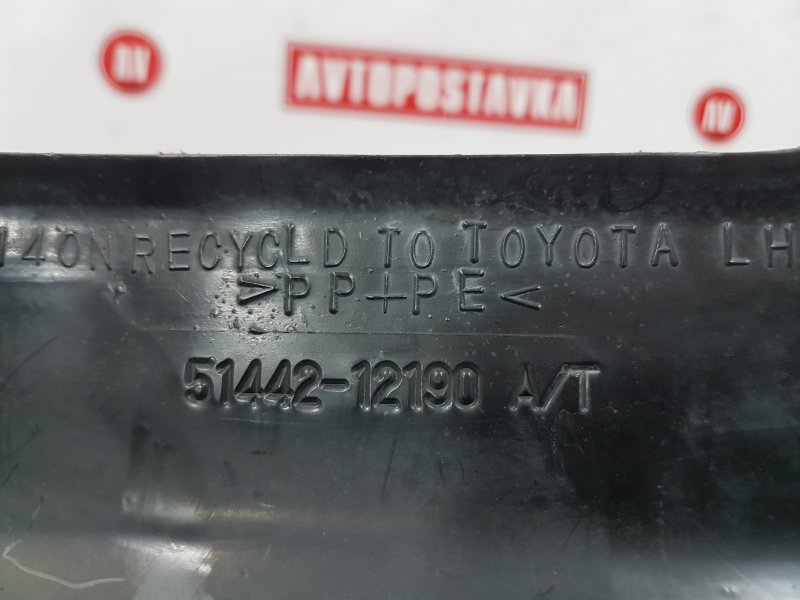 AV
AVTOPOSTAVKA
AV
140N RECYCLD TO TOYOTA LH
>PP+PE<
51442-12190 A/T